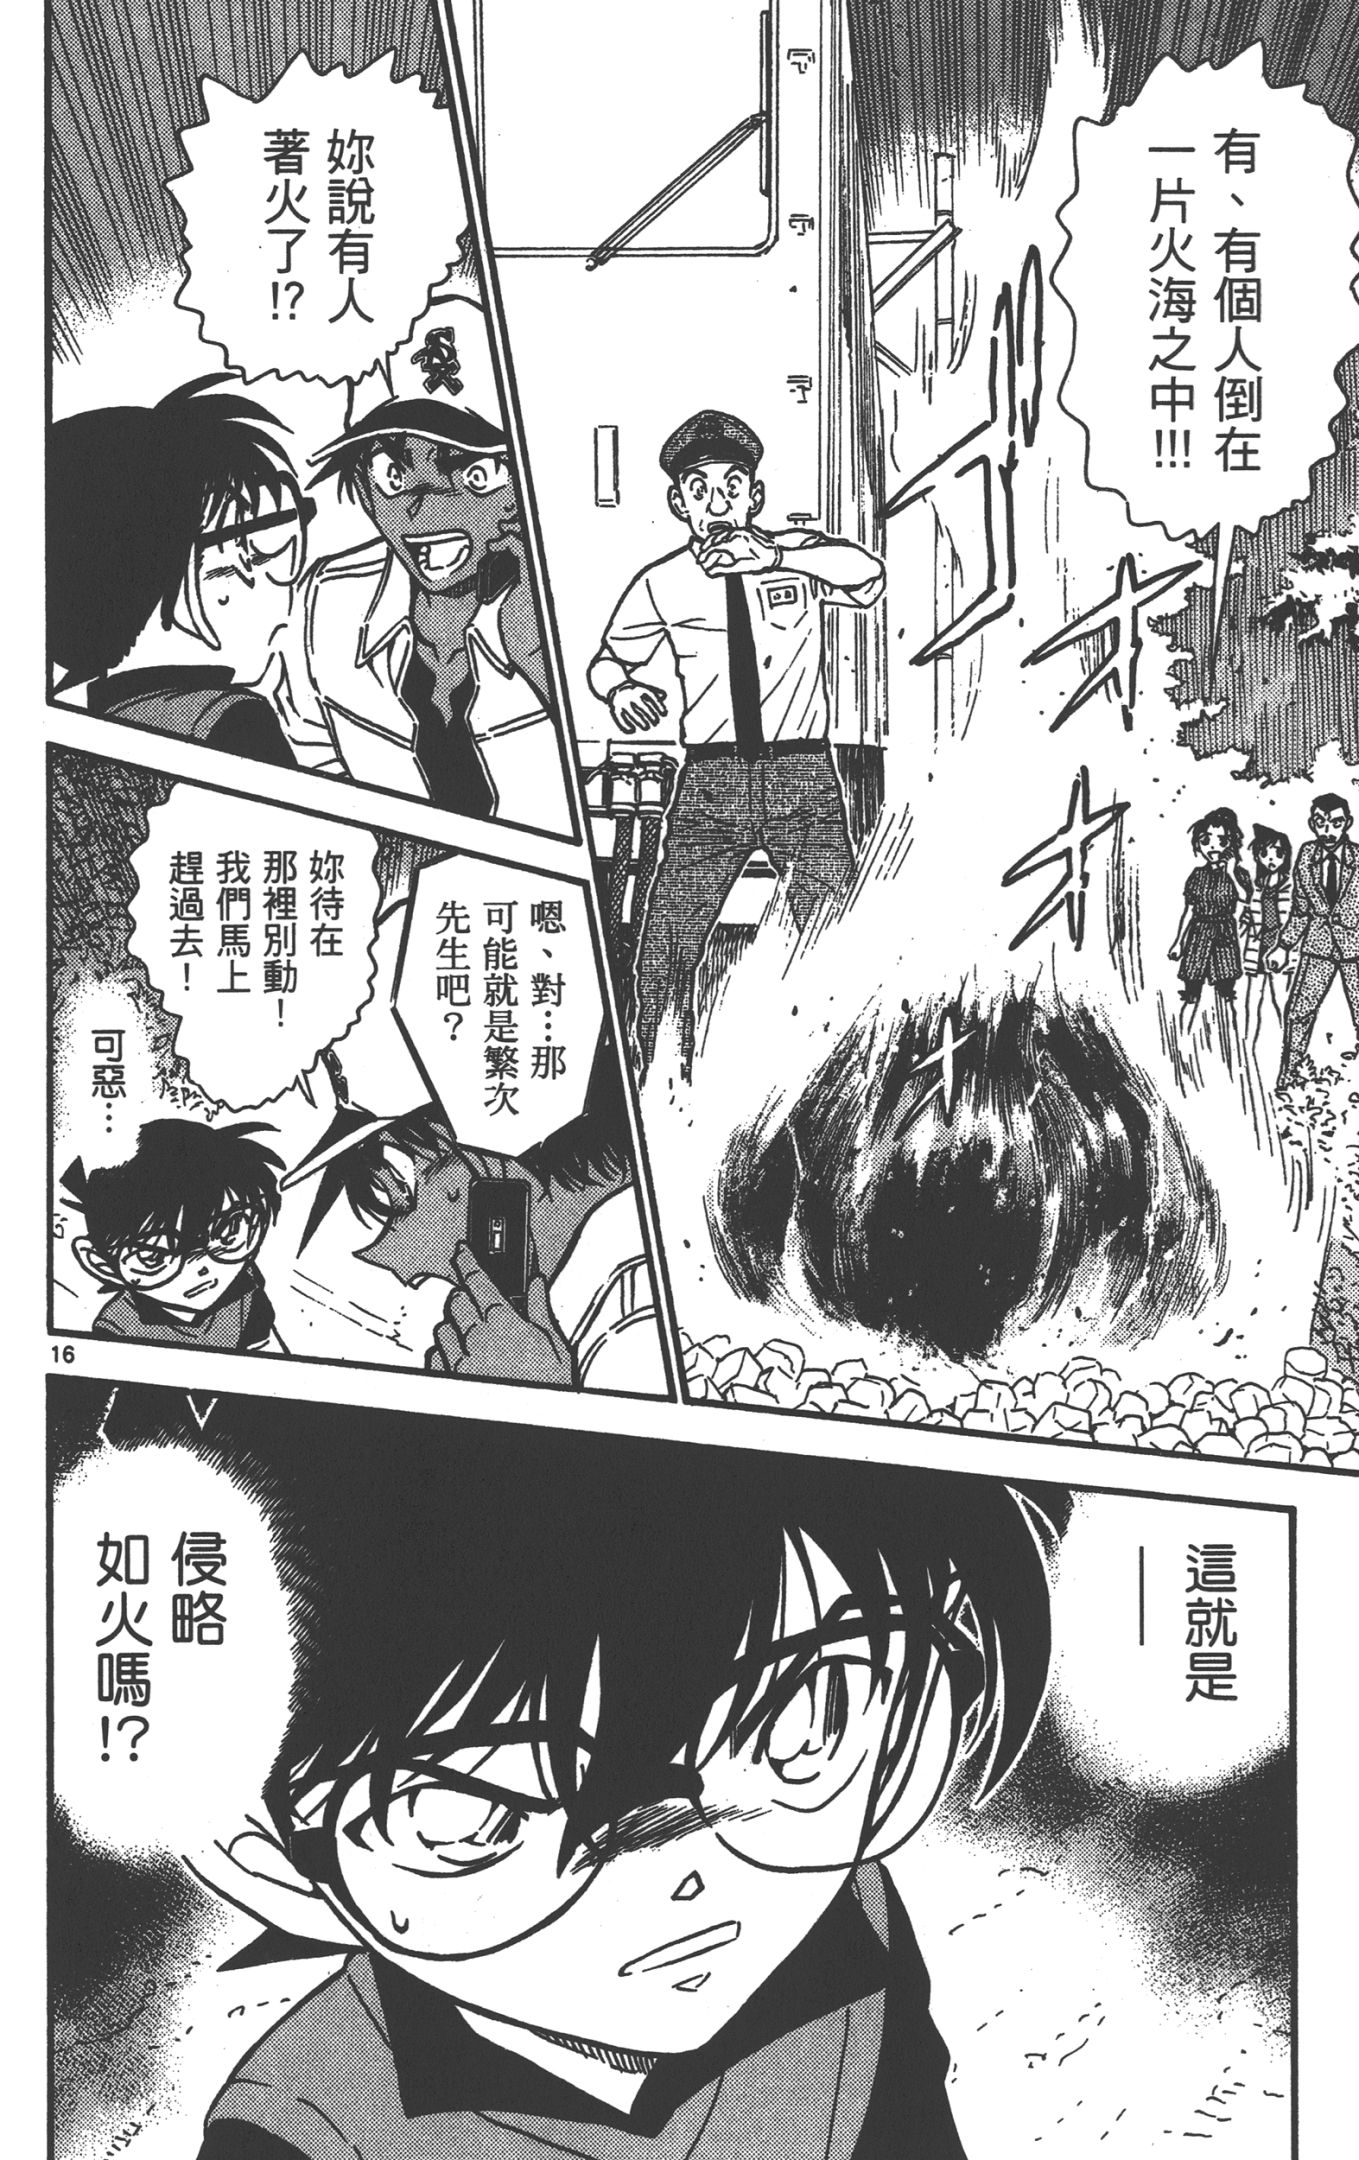 有、有個人倒在
一片火海之中!!!
ゴオオオ
妳說有人
著火了!?
嗯、對…那
可能就是繁次
先生吧？
妳待在
那裡別動！
我們馬上
趕過去！
可惡…
16
這就是
——
侵略
如火嗎!?